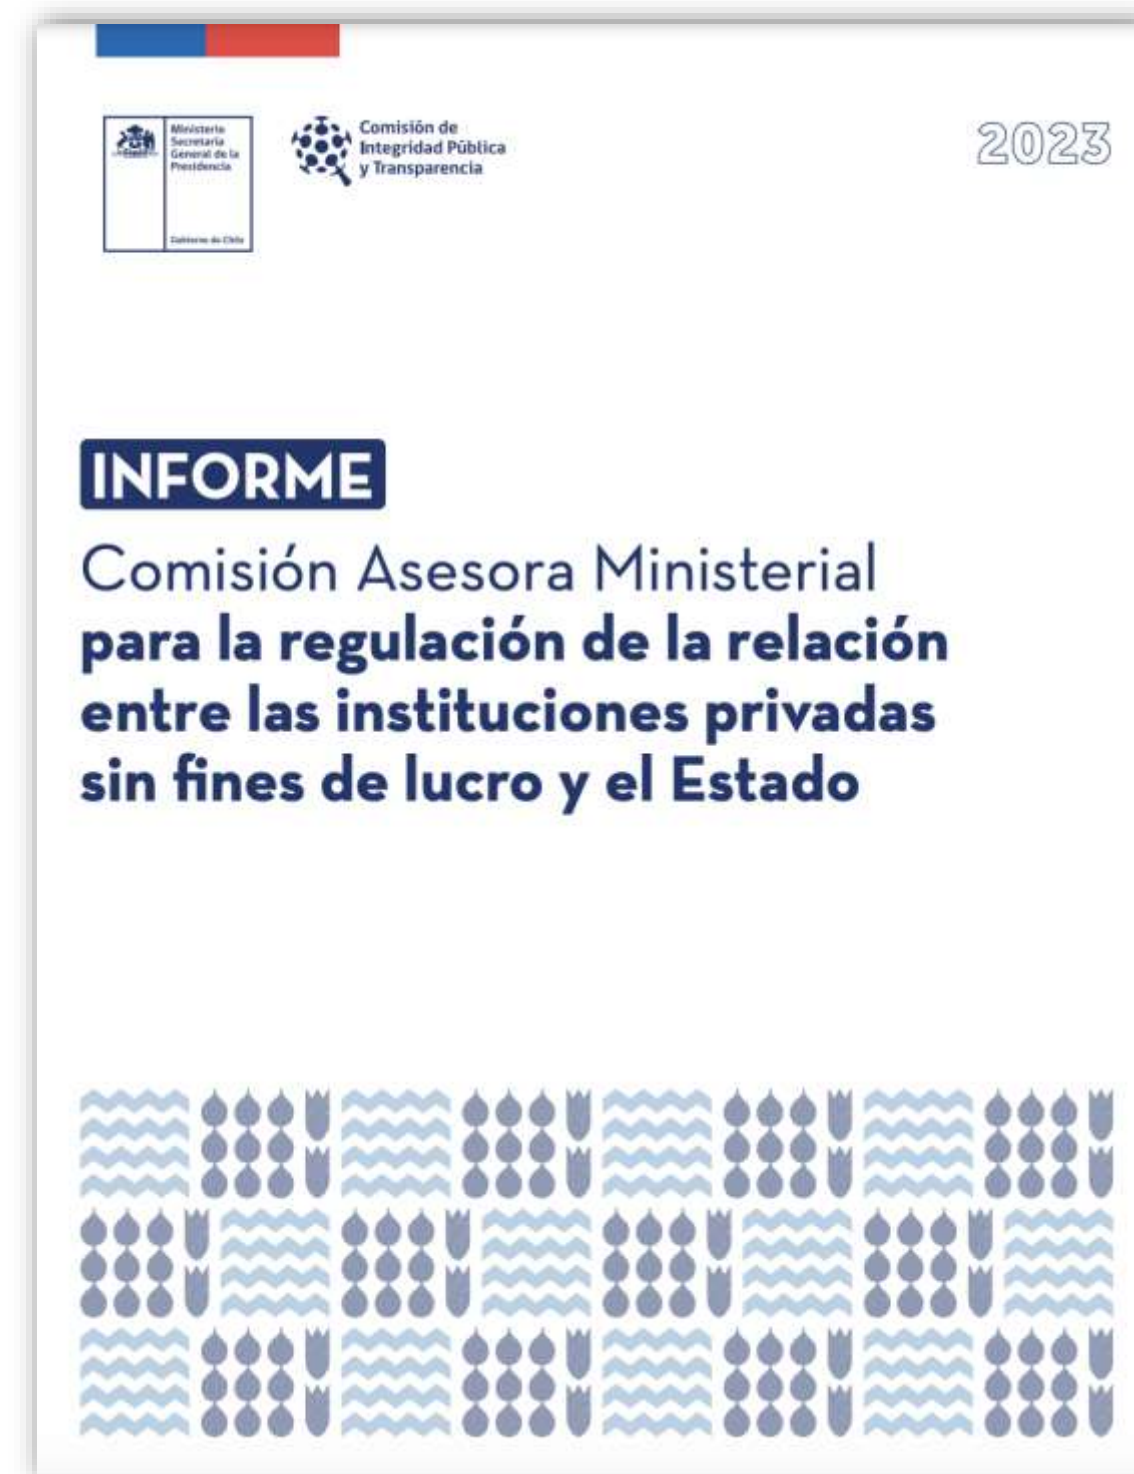 Ministerio
Secretaría
General de la
Presidencia
Gobierno de Chile
Comisión de
Integridad Pública
y Transparencia
2023
INFORME
Comisión Asesora Ministerial
para la regulación de la relación
entre las instituciones privadas
sin fines de lucro y el Estado